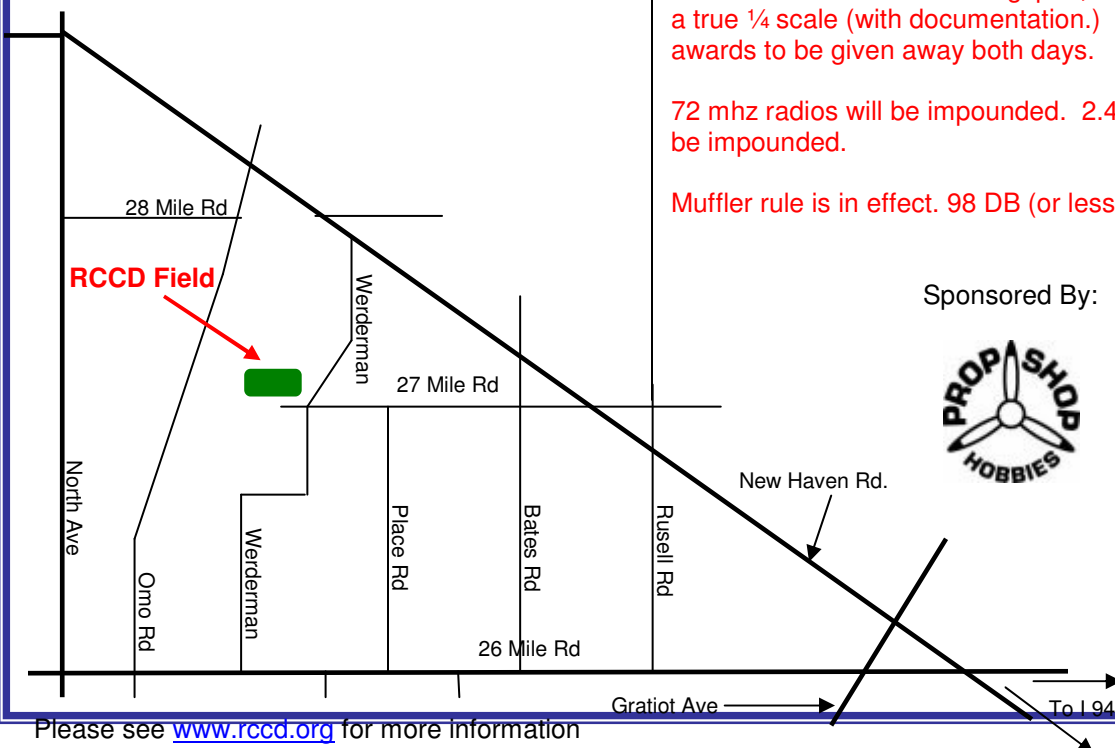 a true ¼ scale (with documentation.)
awards to be given away both days.
72 mhz radios will be impounded. 2.4
be impounded.
Muffler rule is in effect. 98 DB (or less
28 Mile Rd
RCCD Field
Werderman
Sponsored By:
PROP SHOP
HOBBIES
27 Mile Rd
North Ave
New Haven Rd.
Place Rd
Bates Rd
Rusell Rd
Werderman
Omo Rd
26 Mile Rd
Gratiot Ave
To I 94
Please see www.rccd.org for more information